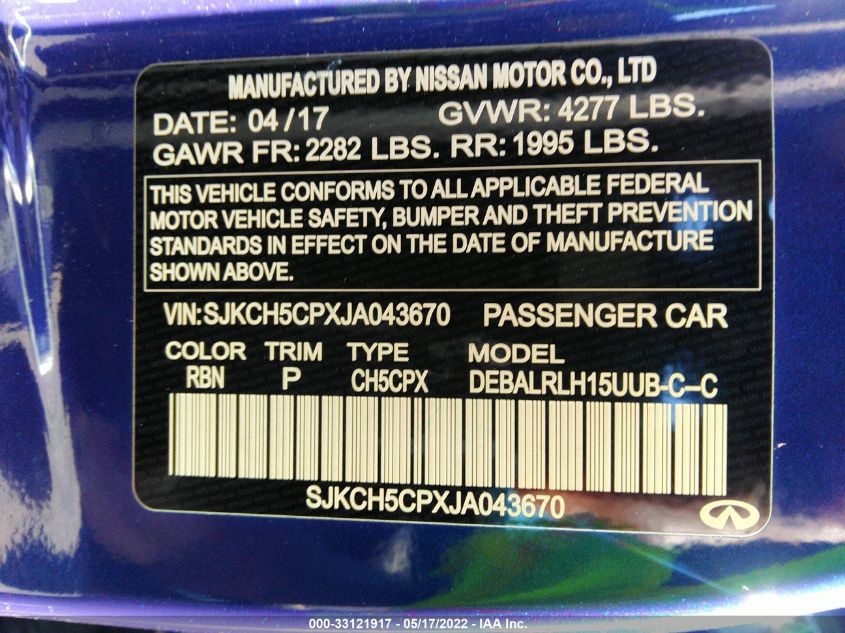 MANUFACTURED BY NISSAN MOTOR CO., LTD
DATE: 04/17 GVWR: 4277 LBS.
GAWR FR: 2282 LBS. RR: 1995 LBS.
THIS VEHICLE CONFORMS TO ALL APPLICABLE FEDERAL
MOTOR VEHICLE SAFETY, BUMPER AND THEFT PREVENTION
STANDARDS IN EFFECT ON THE DATE OF MANUFACTURE
SHOWN ABOVE.
VIN:SJKCH5CPXJA043670 PASSENGER CAR
COLOR TRIM TYPE MODEL
RBN P CH5CPX DEBALRLH15UUB-C--C
SJKCH5CPXJA043670
000-33121917 - 05/17/2022 - IAA Inc.